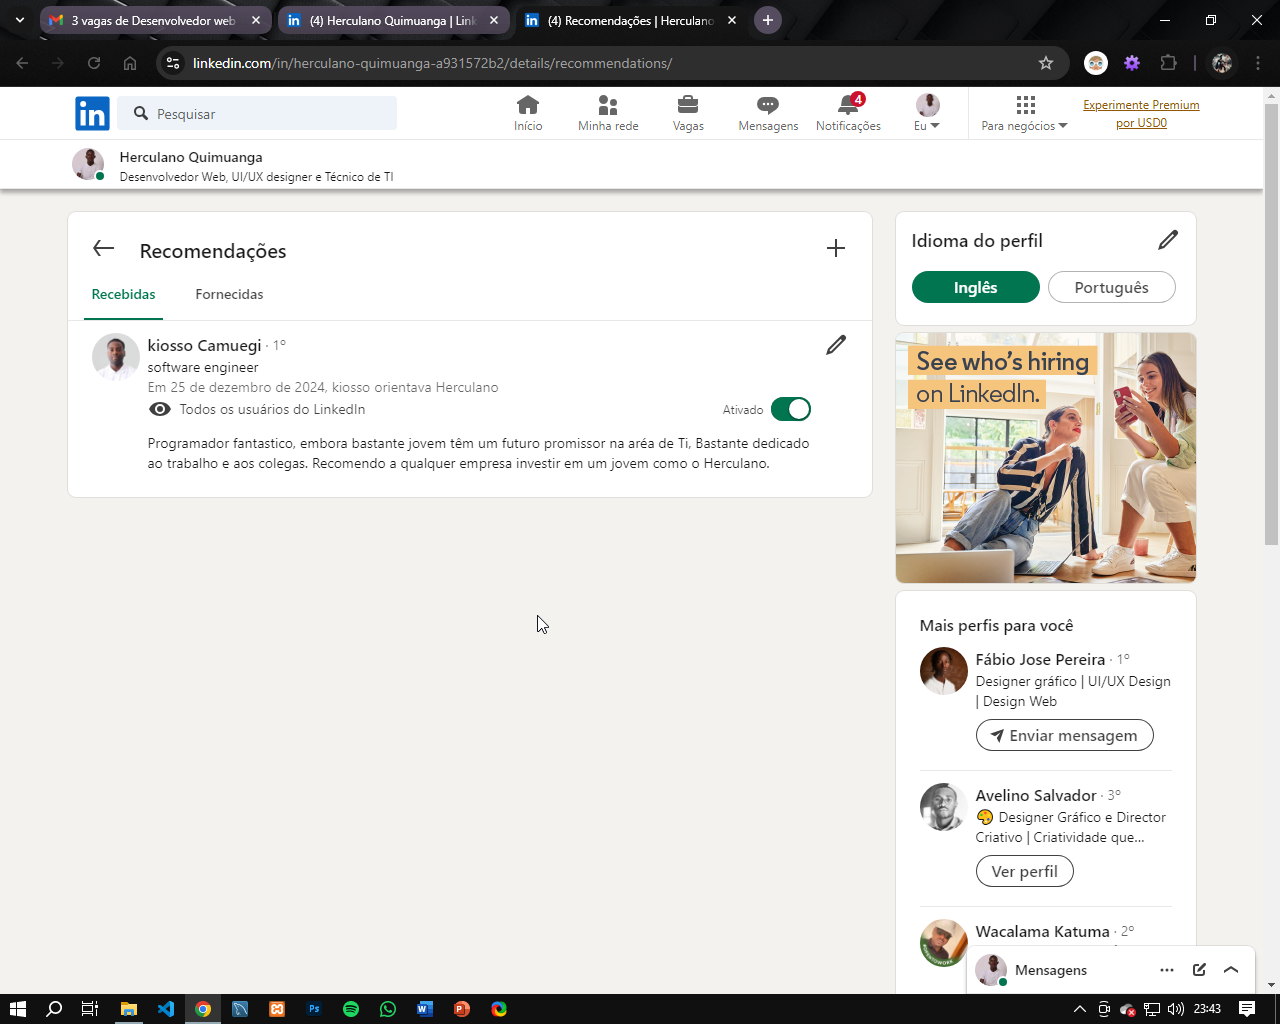 3 vagas de Desenvolvedor web
(4) Herculano Quimuanga | Link
(4) Recomendações | Herculano
linkedin.com/in/herculano-quimuanga-a931572b2/details/recommendations/
in
Pesquisar
Início
Minha rede
Vagas
Mensagens
4
Notificações
Eu
Para negócios
Experimente Premium
por USD0
Herculano Quimuanga
Desenvolvedor Web, UI/UX designer e Técnico de TI
Recomendações
Recebidas
Fornecidas
kiosso Camuegi · 1º
software engineer
Em 25 de dezembro de 2024, kiosso orientava Herculano
Todos os usuários do LinkedIn
Ativado
Programador fantastico, embora bastante jovem têm um futuro promissor na aréa de Ti, Bastante dedicado
ao trabalho e aos colegas. Recomendo a qualquer empresa investir em um jovem como o Herculano.
Idioma do perfil
Inglês
Português
See who's hiring
on LinkedIn.
Mais perfis para você
Fábio Jose Pereira · 1º
Designer gráfico | UI/UX Design
| Design Web
Enviar mensagem
Avelino Salvador · 3º
🎨 Designer Gráfico e Director
Criativo | Criatividade que...
Ver perfil
Wacalama Katuma · 2º
Mensagens
23:43